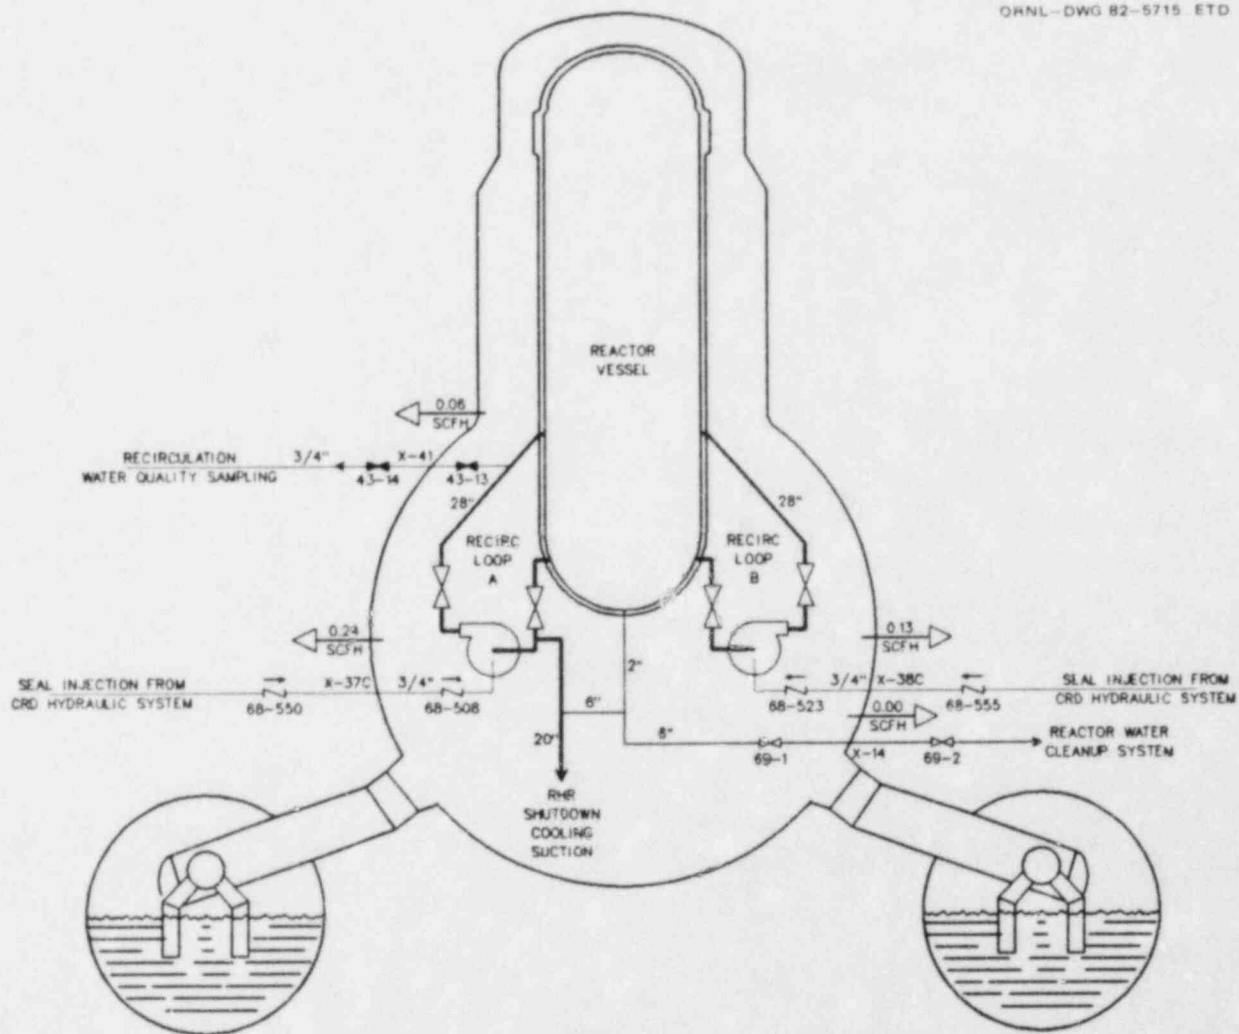 ORNL-DWG 82-5715 ETD
REACTOR
VESSEL
0.06
SCFH
RECIRCULATION
WATER QUALITY SAMPLING
3/4"
X-41
43-14
43-13
28"
28"
RECIRC
LOOP
A
RECIRC
LOOP
B
0.24
SCFH
0.13
SCFH
2"
SEAL INJECTION FROM
CRD HYDRAULIC SYSTEM
X-37C
3/4"
68-550
68-508
3/4"
X-38C
68-523
68-555
SEAL INJECTION FROM
CRD HYDRAULIC SYSTEM
0.00
SCFH
6"
20"
6"
69-1
X-14
69-2
REACTOR WATER
CLEANUP SYSTEM
RHR
SHUTDOWN
COOLING
SUCTION